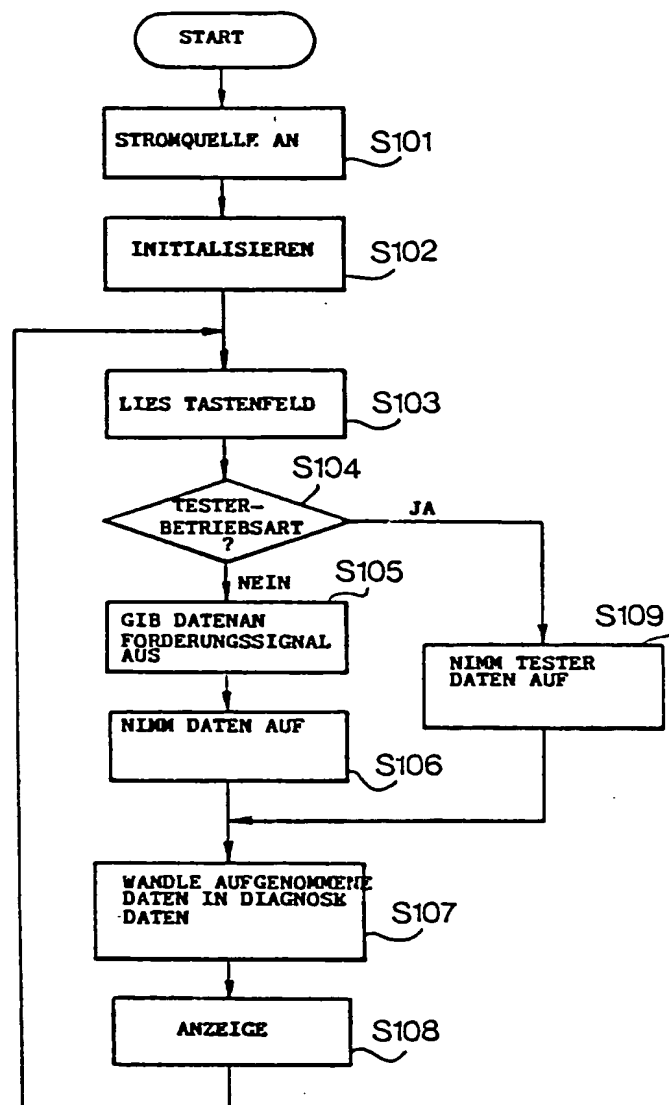 START
STROMQUELLE AN
S101
INITIALISIEREN
S102
LIES TASTENFELD
S103
S104
TESTER-
BETRIEBSART
?
JA
NEIN
S105
GIB DATENAN
FORDERUNGSSIGNAL
AUS
S109
NIMM TESTER
DATEN AUF
NIMM DATEN AUF
S106
WANDLE AUFGENOMMENE
DATEN IN DIAGNOSE
DATEN
S107
ANZEIGE
S108